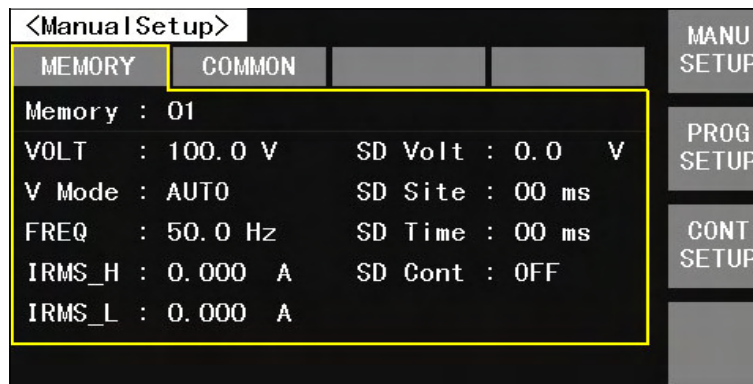 <ManualSetup>
MEMORY COMMON
Memory : 01
VOLT : 100.0 V SD Volt : 0.0 V
V Mode : AUTO SD Site : 00 ms
FREQ : 50.0 Hz SD Time : 00 ms
IRMS_H : 0.000 A SD Cont : OFF
IRMS_L : 0.000 A
MANU
SETUP
PROG
SETUP
CONT
SETUP